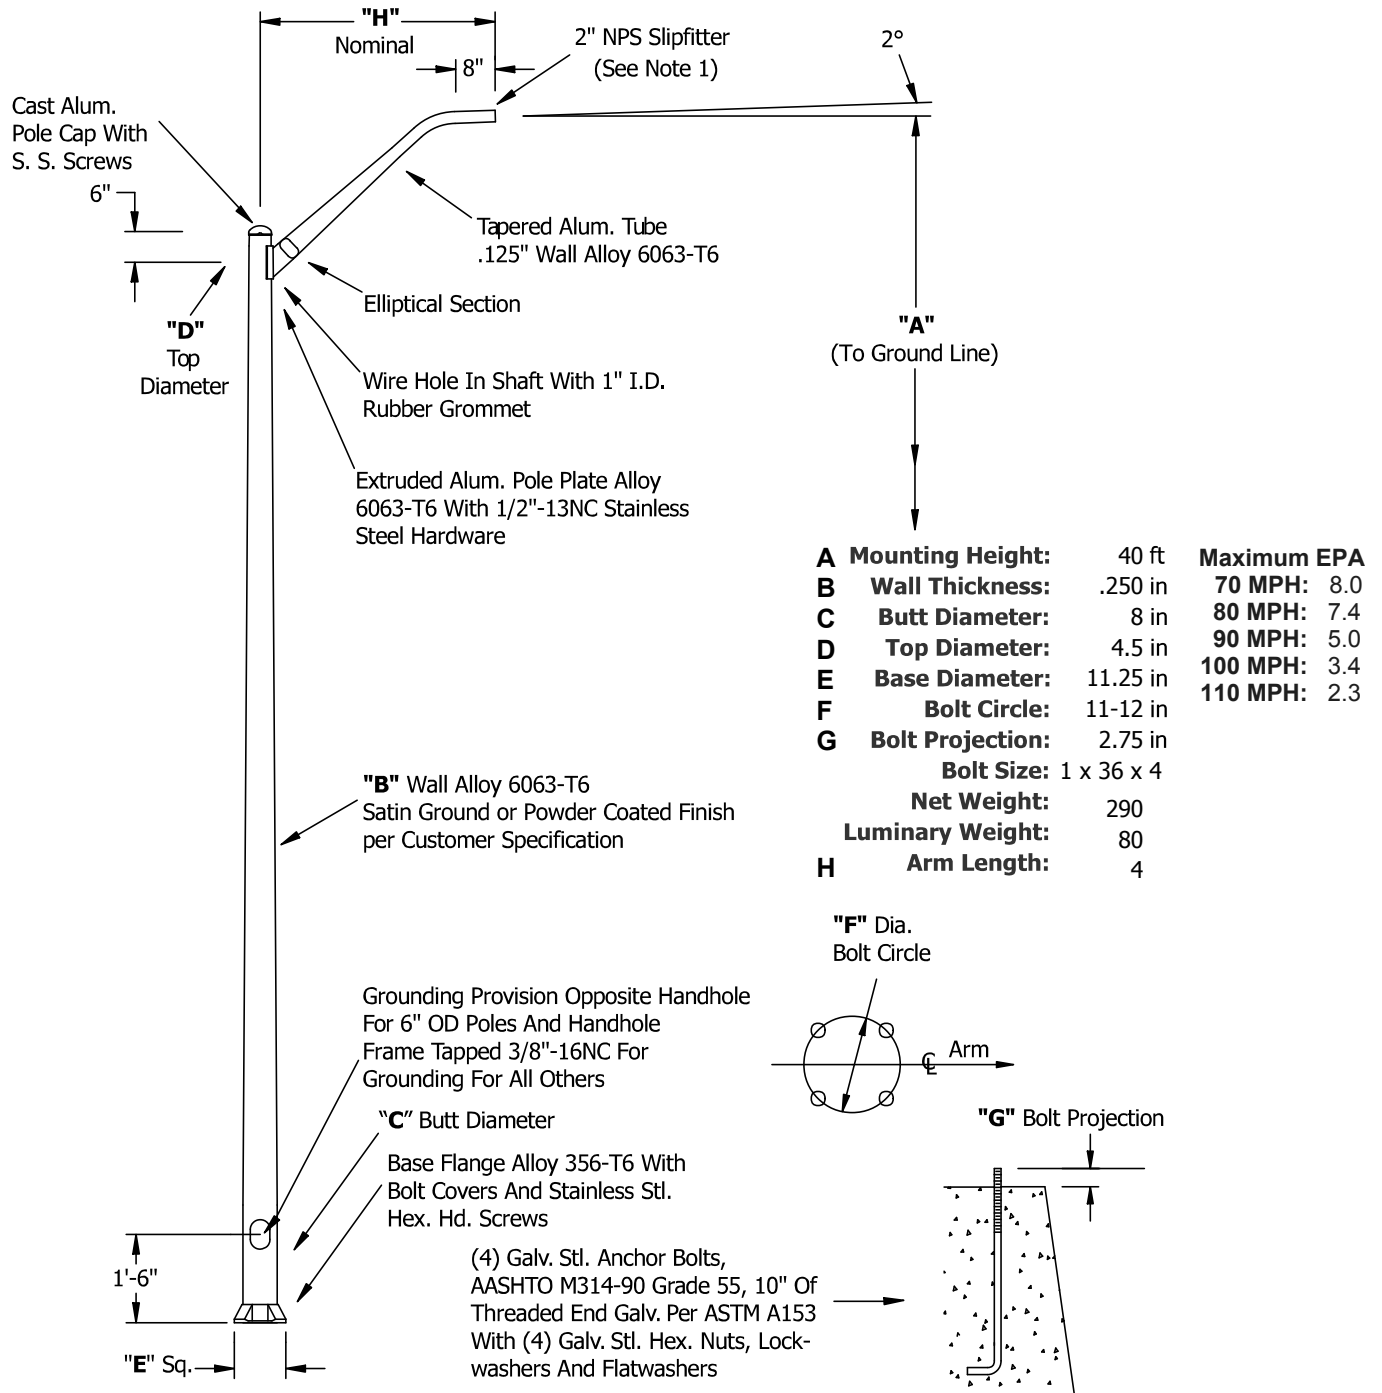 "H"
Nominal
8"
2" NPS Slipfitter
(See Note 1)
2°
Cast Alum.
Pole Cap With
S. S. Screws
6"
Tapered Alum. Tube
.125" Wall Alloy 6063-T6
Elliptical Section
"D"
Top
Diameter
"A"
(To Ground Line)
Wire Hole In Shaft With 1" I.D.
Rubber Grommet
Extruded Alum. Pole Plate Alloy
6063-T6 With 1/2"-13NC Stainless
Steel Hardware
A Mounting Height: 40 ft
B Wall Thickness: .250 in
C Butt Diameter: 8 in
D Top Diameter: 4.5 in
E Base Diameter: 11.25 in
F Bolt Circle: 11-12 in
G Bolt Projection: 2.75 in
Bolt Size: 1 x 36 x 4
Net Weight: 290
Luminary Weight: 80
H Arm Length: 4
Maximum EPA
70 MPH: 8.0
80 MPH: 7.4
90 MPH: 5.0
100 MPH: 3.4
110 MPH: 2.3
"B" Wall Alloy 6063-T6
Satin Ground or Powder Coated Finish
per Customer Specification
"F" Dia.
Bolt Circle
℄ Arm
Grounding Provision Opposite Handhole
For 6" OD Poles And Handhole
Frame Tapped 3/8"-16NC For
Grounding For All Others
“C” Butt Diameter
Base Flange Alloy 356-T6 With
Bolt Covers And Stainless Stl.
Hex. Hd. Screws
"G" Bolt Projection
1'-6"
(4) Galv. Stl. Anchor Bolts,
AASHTO M314-90 Grade 55, 10" Of
Threaded End Galv. Per ASTM A153
With (4) Galv. Stl. Hex. Nuts, Lock-
washers And Flatwashers
"E" Sq.